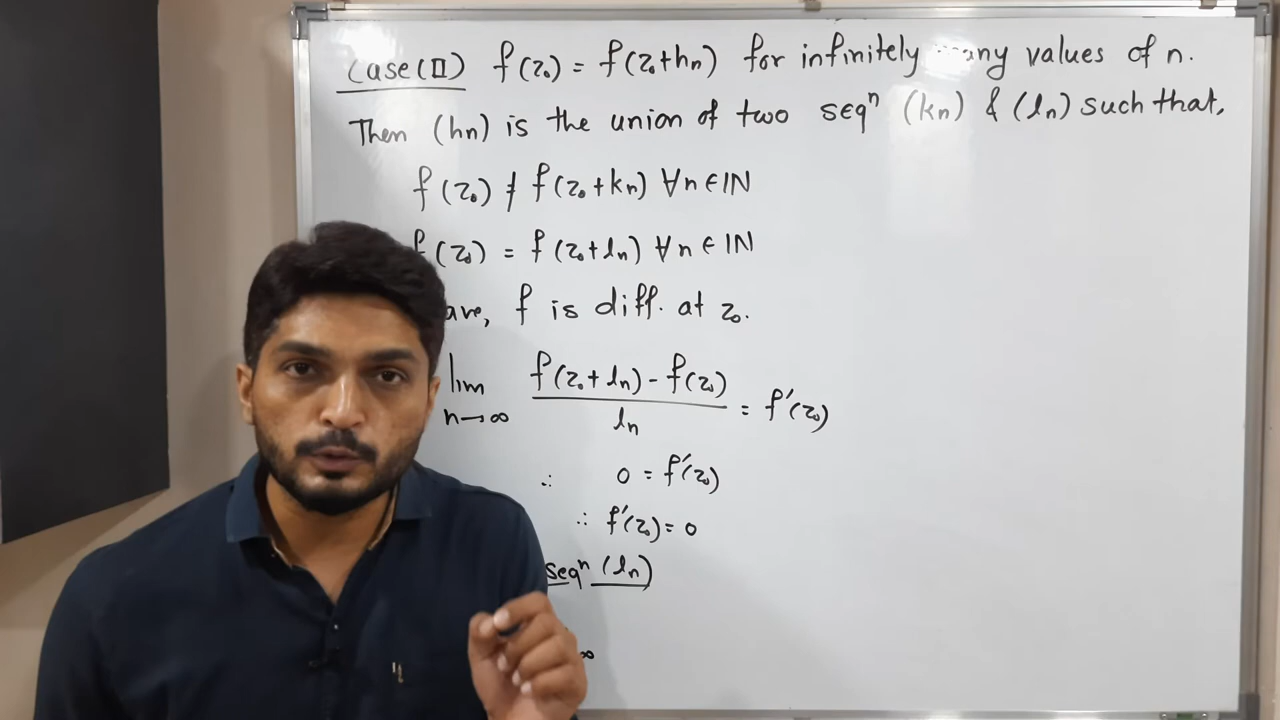 Case(II) f(z₀) = f(z₀+hₙ) for infinitely many values of n.
Then (hₙ) is the union of two seqⁿ (kₙ) & (lₙ) such that,
f(z₀) ≠ f(z₀+kₙ) ∀n∈ℕ
f(z₀) = f(z₀+lₙ) ∀n∈ℕ
f is diff. at z₀.
lim n→∞ f(z₀+lₙ) - f(z₀) / lₙ = f'(z₀)
∴ 0 = f'(z₀)
∴ f'(z₀) = 0
seqⁿ (lₙ)
∞